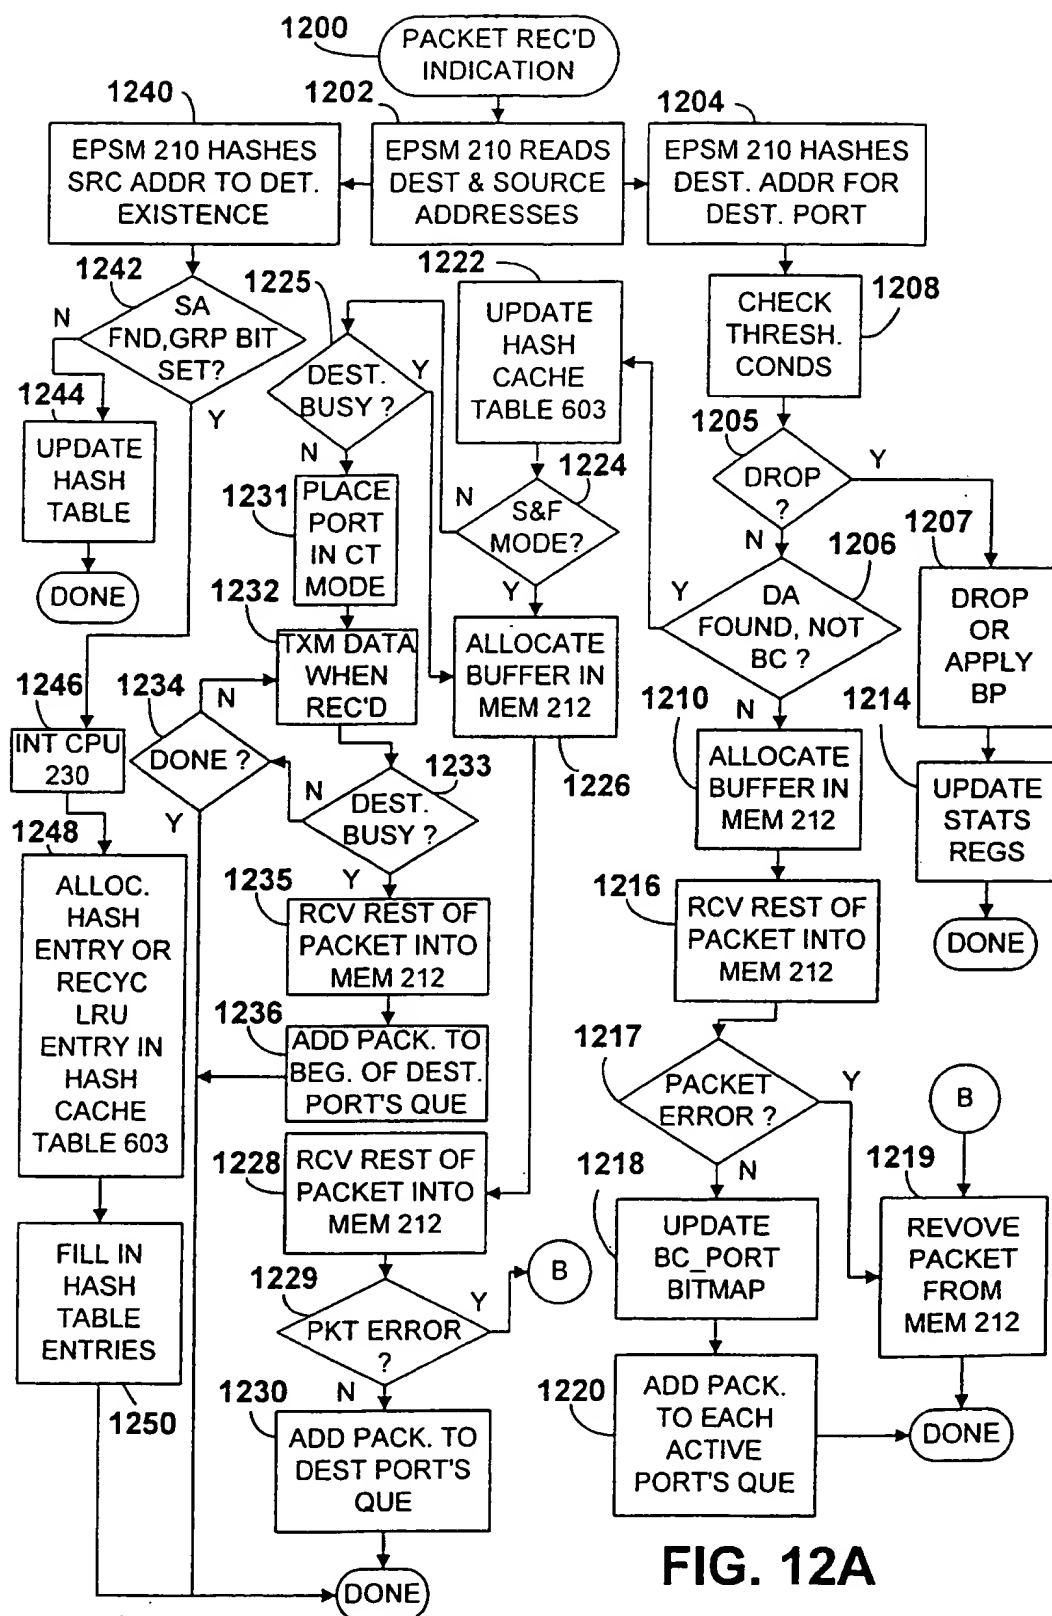 1200
PACKET REC'D
INDICATION
1240
1202
1204
EPSM 210 HASHES
SRC ADDR TO DET.
EXISTENCE
EPSM 210 READS
DEST & SOURCE
ADDRESSES
EPSM 210 HASHES
DEST. ADDR FOR
DEST. PORT
1242
N
SA
FND,GRP BIT
SET?
Y
1225
DEST.
BUSY ?
Y
N
1222
UPDATE
HASH
CACHE
TABLE 603
1208
CHECK
THRESH.
CONDS
1244
UPDATE
HASH
TABLE
DONE
1205
DROP
?
Y
N
1231
PLACE
PORT
IN CT
MODE
1224
N
S&F
MODE?
Y
1207
DROP
OR
APPLY
BP
1206
Y
DA
FOUND, NOT
BC ?
N
1232
TXM DATA
WHEN
REC'D
ALLOCATE
BUFFER IN
MEM 212
1226
1246
INT CPU
230
1234
N
DONE ?
Y
1210
ALLOCATE
BUFFER IN
MEM 212
1214
UPDATE
STATS
REGS
DONE
1233
N
DEST.
BUSY ?
Y
1248
ALLOC.
HASH
ENTRY OR
RECYC
LRU
ENTRY IN
HASH
CACHE
TABLE 603
1235
RCV REST OF
PACKET INTO
MEM 212
1216
RCV REST OF
PACKET INTO
MEM 212
1236
ADD PACK. TO
BEG. OF DEST.
PORT'S QUE
1217
PACKET
ERROR ?
Y
N
B
1228
RCV REST OF
PACKET INTO
MEM 212
1218
UPDATE
BC_PORT
BITMAP
1219
REVOVE
PACKET
FROM
MEM 212
FILL IN
HASH
TABLE
ENTRIES
1250
1229
PKT ERROR
?
Y
N
B
1230
ADD PACK. TO
DEST PORT'S
QUE
1220
ADD PACK.
TO EACH
ACTIVE
PORT'S QUE
DONE
DONE
FIG. 12A